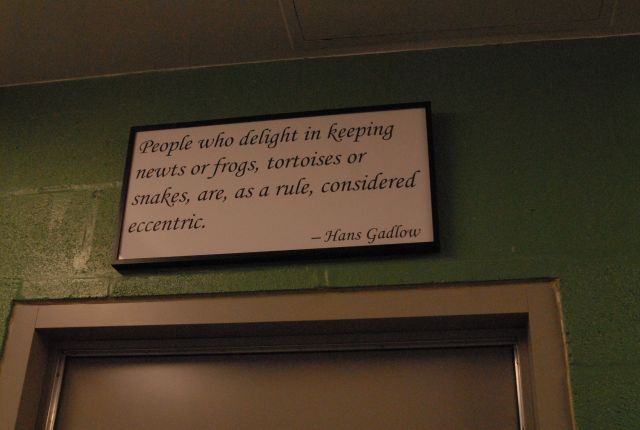 People who delight in keeping
newts or frogs, tortoises or
snakes, are, as a rule, considered
eccentric.
– Hans Gadlow